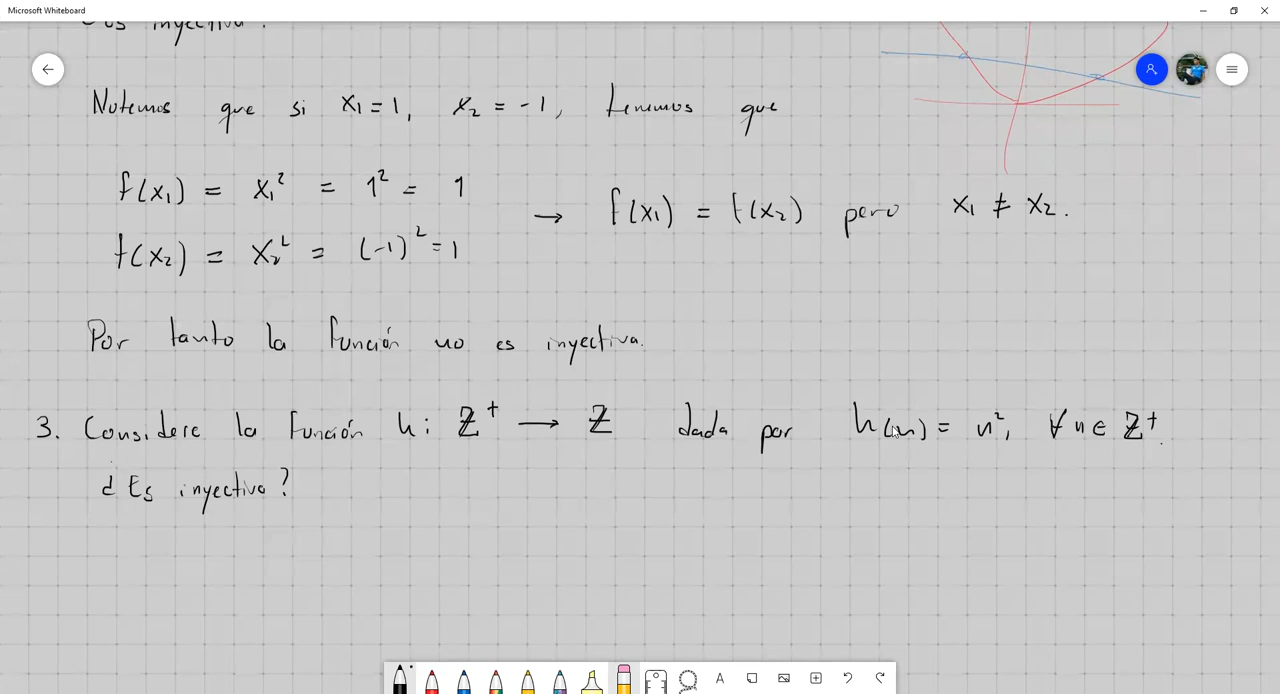 Microsoft Whiteboard
es inyectiva.
Notemos que si x₁ = 1, x₂ = -1, tenemos que
f(x₁) = x₁² = 1² = 1
→ f(x₁) = f(x₂) pero x₁ ≠ x₂.
f(x₂) = x₂² = (-1)² = 1
Por tanto la función no es inyectiva.
3. Considere la función h: ℤ⁺ → ℤ dada por h(n) = n², ∀ n ∈ ℤ⁺.
¿Es inyectiva?
A